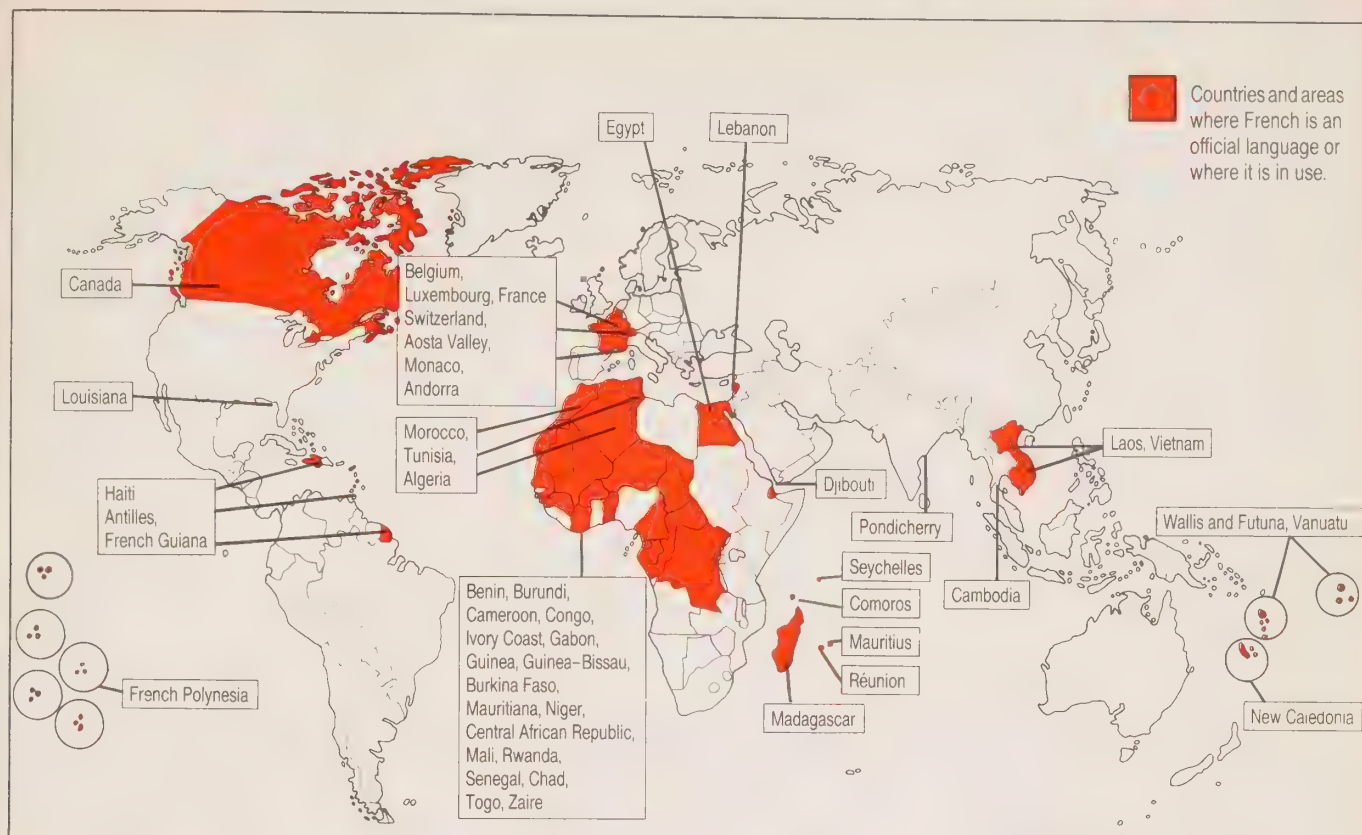 Egypt
Lebanon
Countries and areas
where French is an
official language or
where it is in use.
Canada
Belgium,
Luxembourg, France
Switzerland,
Aosta Valley,
Monaco,
Andorra
Louisiana
Morocco,
Tunisia,
Algeria
Haiti
Antilles,
French Guiana
Djibouti
Pondicherry
Laos, Vietnam
Wallis and Futuna, Vanuatu
Seychelles
Comoros
Cambodia
Mauritius
Réunion
Madagascar
New Caledonia
French Polynesia
Benin, Burundi,
Cameroon, Congo,
Ivory Coast, Gabon,
Guinea, Guinea-Bissau,
Burkina Faso,
Mauritiana, Niger,
Central African Republic,
Mali, Rwanda,
Senegal, Chad,
Togo, Zaire